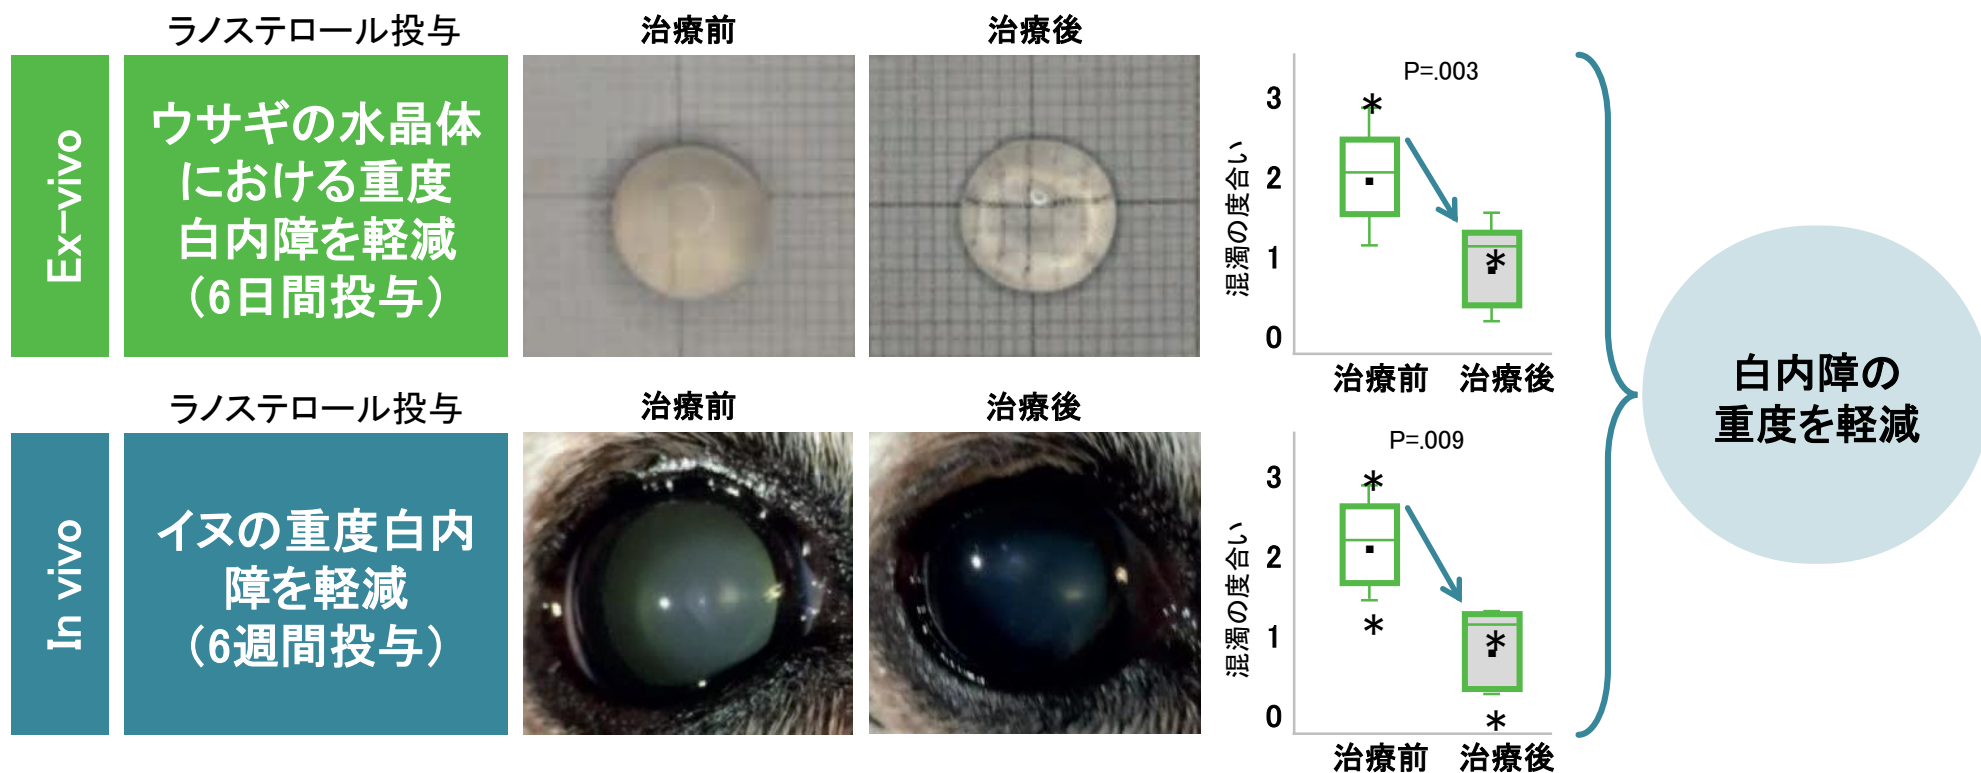 ラノステロール投与
治療前
治療後
Ex-vivo
ウサギの水晶体
における重度
白内障を軽減
（6日間投与）
P=.003
混濁の度合い
3
2
1
0
治療前
治療後
白内障の
重度を軽減
ラノステロール投与
治療前
治療後
In vivo
イヌの重度白内
障を軽減
（6週間投与）
P=.009
混濁の度合い
3
2
1
0
治療前
治療後